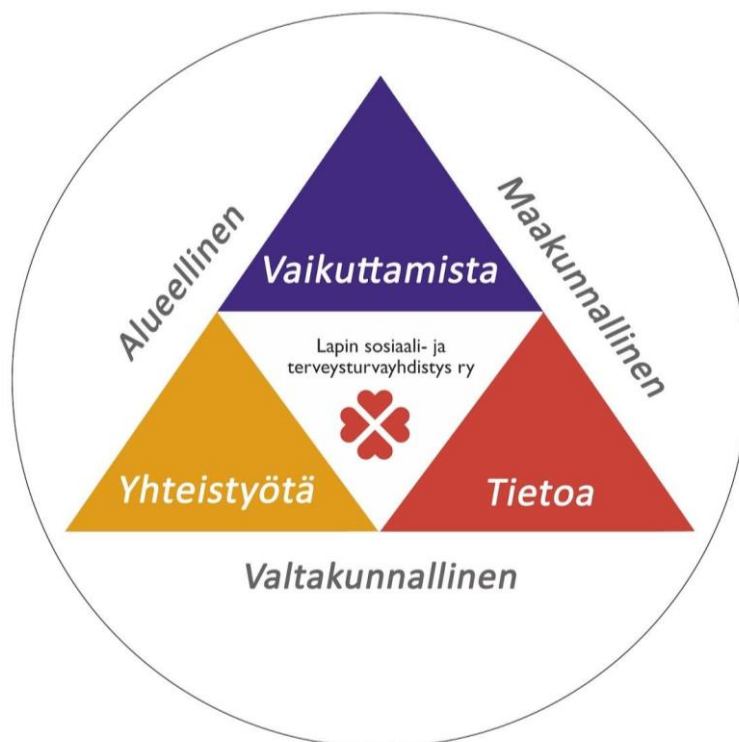 Alueellinen
Maakunnallinen
Vaikuttamista
Lapin sosiaali- ja
terveysturvayhdistys ry
Yhteistyötä
Tietoa
Valtakunnallinen